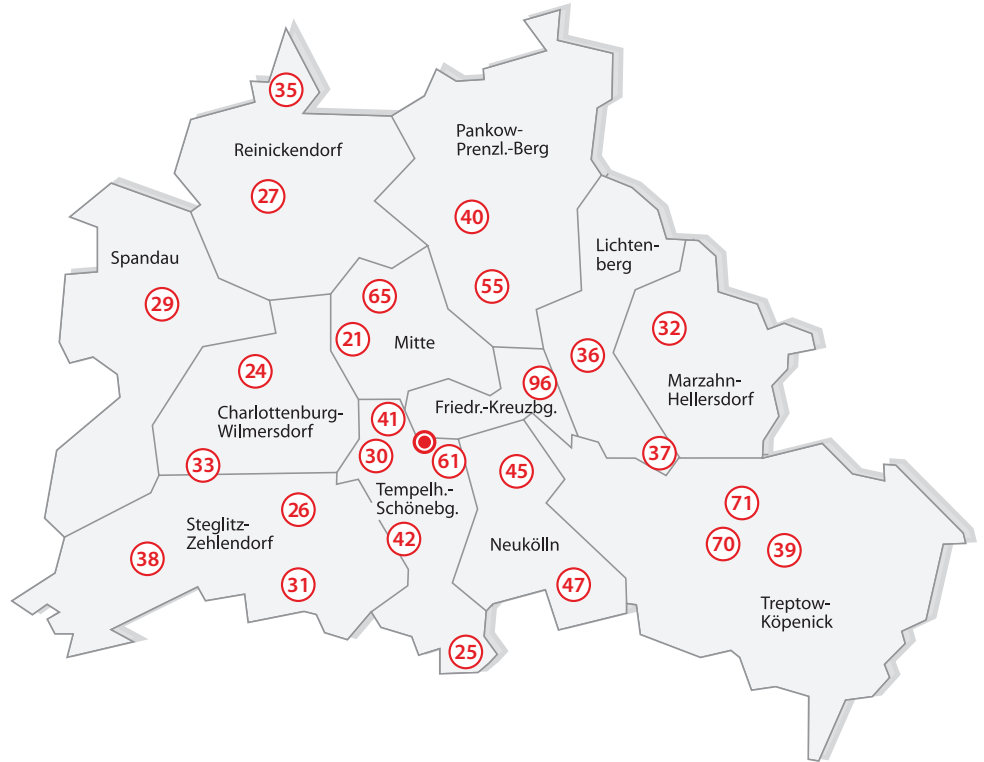 35
Pankow-
Prenzl.-Berg
Reinickendorf
27
40
Lichten-
berg
Spandau
29
65
55
21
Mitte
32
36
24
96
Marzahn-
Hellersdorf
Charlottenburg-
Wilmersdorf
41
Friedr.-Kreuzbg.
33
30
61
45
37
Tempelh.-
Schönebg.
26
71
Steglitz-
Zehlendorf
42
Neukölln
70
39
38
31
47
Treptow-
Köpenick
25